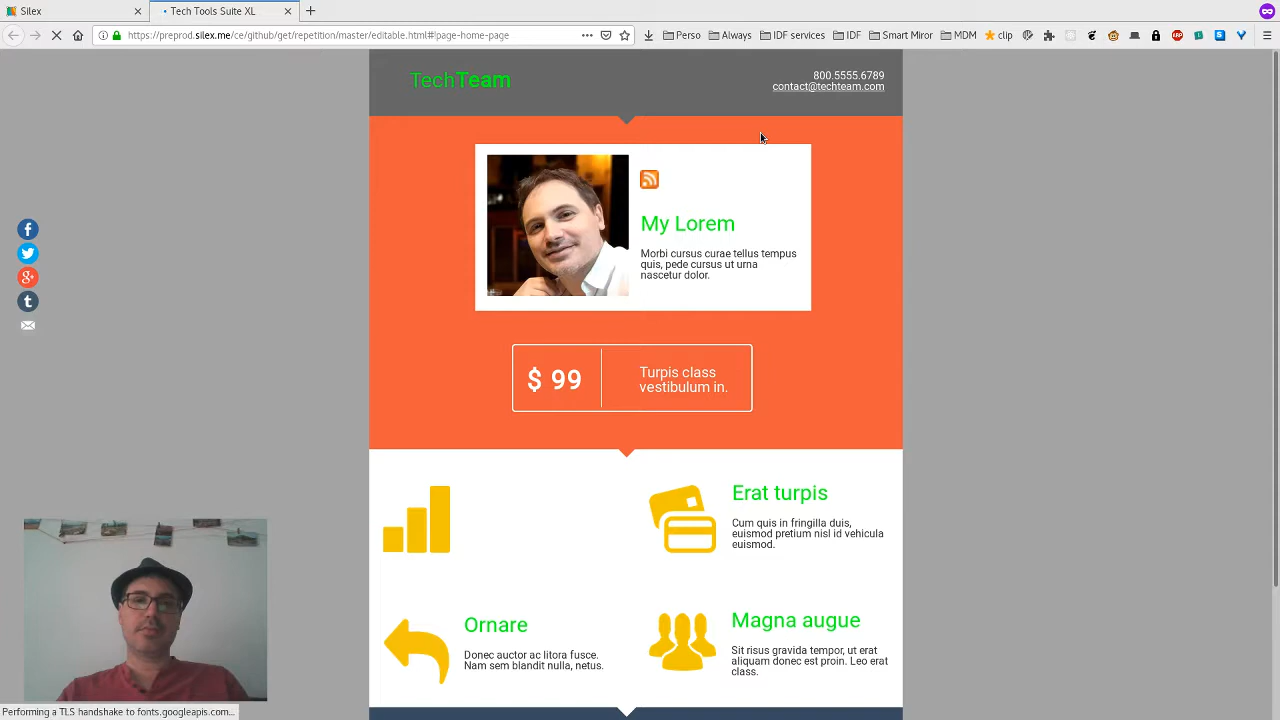 Silex
Tech Tools Suite XL
https://preprod.silex.me/ce/github/get/repetition/master/editable.html#!page-home-page
Perso
Always
IDF services
IDF
Smart Miror
MDM
clip
TechTeam
800.5555.6789
contact@techteam.com
My Lorem
Morbi cursus curae tellus tempus
quis, pede cursus ut urna
nascetur dolor.
$ 99
Turpis class
vestibulum in.
Erat turpis
Cum quis in fringilla duis,
euismod pretium nisl id vehicula
euismod.
Ornare
Donec auctor ac litora fusce.
Nam sem blandit nulla, netus.
Magna augue
Sit risus gravida tempor, ut erat
aliquam donec est proin. Leo erat
class.
Performing a TLS handshake to fonts.googleapis.com...